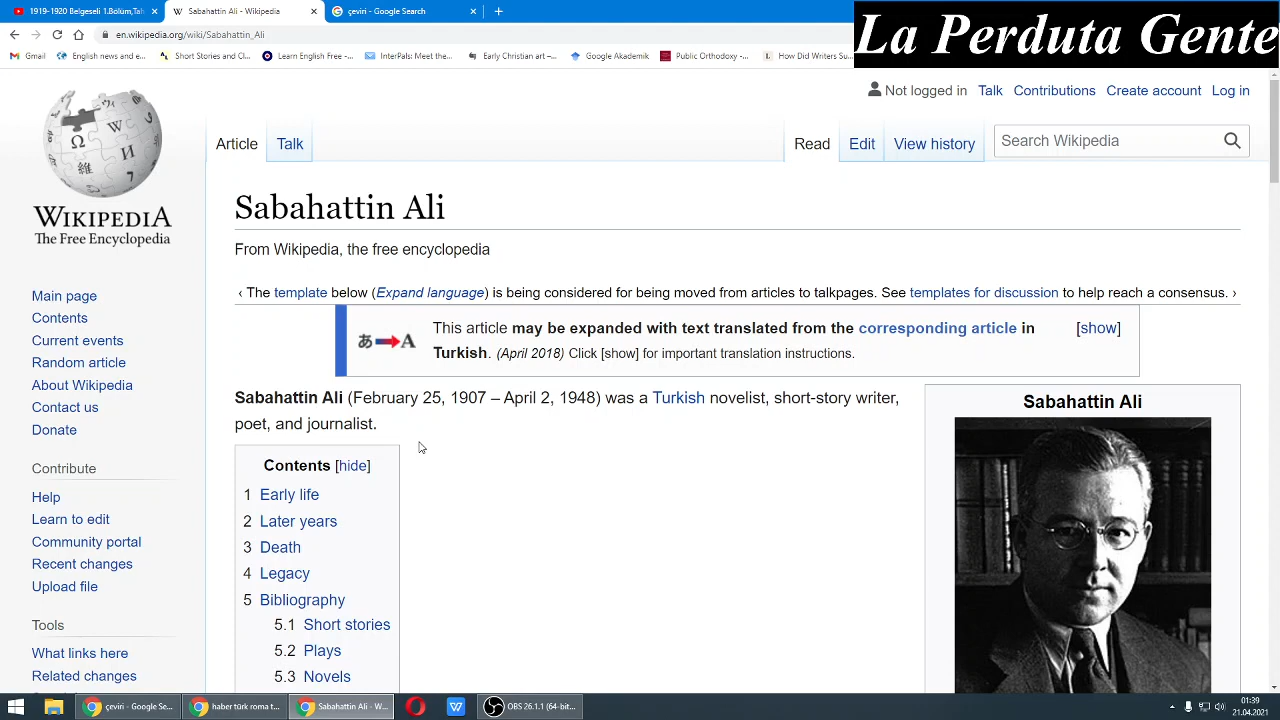 1919-1920 Belgeseli 1.Bölüm,Tah
Sabahattin Ali - Wikipedia
çeviri - Google Search
La Perduta Gente
en.wikipedia.org/wiki/Sabahattin_Ali
Gmail
English news and e...
Short Stories and Cl...
Learn English Free -...
InterPals: Meet the...
Early Christian art –...
Google Akademik
Public Orthodoxy -...
How Did Writers Su
Not logged in Talk Contributions Create account Log in
Article Talk
Read Edit View history
Search Wikipedia
WIKIPEDIA
The Free Encyclopedia
Sabahattin Ali
From Wikipedia, the free encyclopedia
‹ The template below (Expand language) is being considered for being moved from articles to talkpages. See templates for discussion to help reach a consensus. ›
あ A
This article may be expanded with text translated from the corresponding article in
Turkish. (April 2018) Click [show] for important translation instructions.
[show]
Sabahattin Ali (February 25, 1907 – April 2, 1948) was a Turkish novelist, short-story writer,
poet, and journalist.
Contents [hide]
1 Early life
2 Later years
3 Death
4 Legacy
5 Bibliography
5.1 Short stories
5.2 Plays
5.3 Novels
Sabahattin Ali
Main page
Contents
Current events
Random article
About Wikipedia
Contact us
Donate
Contribute
Help
Learn to edit
Community portal
Recent changes
Upload file
Tools
What links here
Related changes
çeviri - Google Se...
haber türk roma t...
Sabahattin Ali - W...
OBS 26.1.1 (64-bit...
01:39
21.04.2021